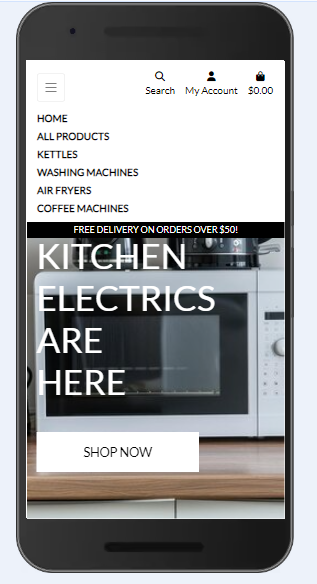 Search My Account $0.00
HOME
ALL PRODUCTS
KETTLES
WASHING MACHINES
AIR FRYERS
COFFEE MACHINES
FREE DELIVERY ON ORDERS OVER $50!
KITCHEN
ELECTRICS
ARE
HERE
SHOP NOW